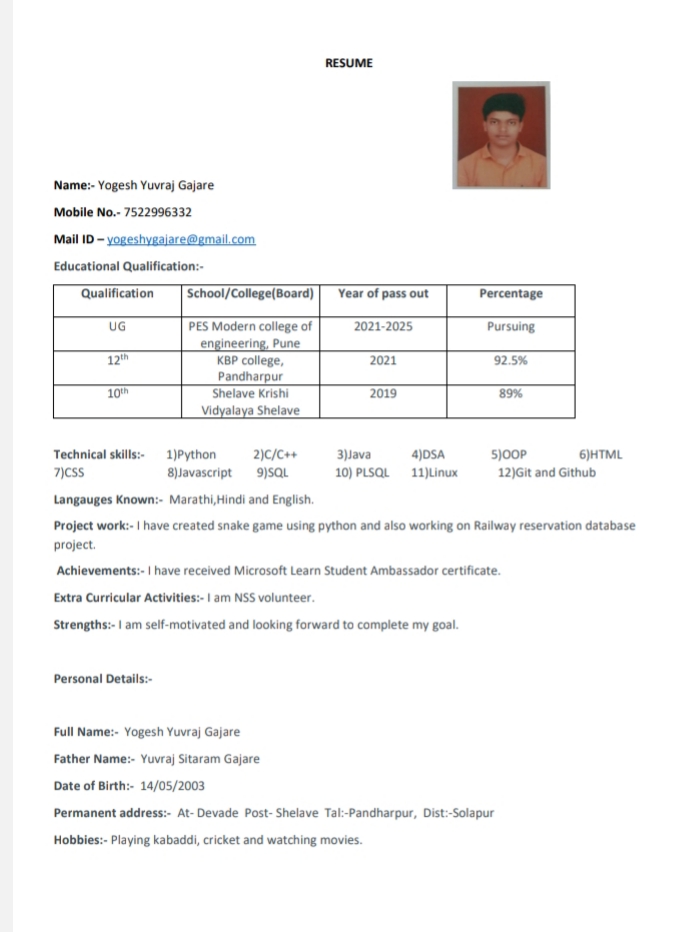 RESUME
Name:- Yogesh Yuvraj Gajare
Mobile No.- 7522996332
Mail ID – yogeshygajare@gmail.com
Educational Qualification:-
Qualification School/College(Board) Year of pass out Percentage
UG PES Modern college of engineering, Pune 2021-2025 Pursuing
12th KBP college, Pandharpur 2021 92.5%
10th Shelave Krishi Vidyalaya Shelave 2019 89%
Technical skills:- 1)Python 2)C/C++ 3)Java 4)DSA 5)OOP 6)HTML
7)CSS 8)Javascript 9)SQL 10) PLSQL 11)Linux 12)Git and Github
Langauges Known:- Marathi,Hindi and English.
Project work:- I have created snake game using python and also working on Railway reservation database
project.
Achievements:- I have received Microsoft Learn Student Ambassador certificate.
Extra Curricular Activities:- I am NSS volunteer.
Strengths:- I am self-motivated and looking forward to complete my goal.
Personal Details:-
Full Name:- Yogesh Yuvraj Gajare
Father Name:- Yuvraj Sitaram Gajare
Date of Birth:- 14/05/2003
Permanent address:- At- Devade Post- Shelave Tal:-Pandharpur, Dist:-Solapur
Hobbies:- Playing kabaddi, cricket and watching movies.